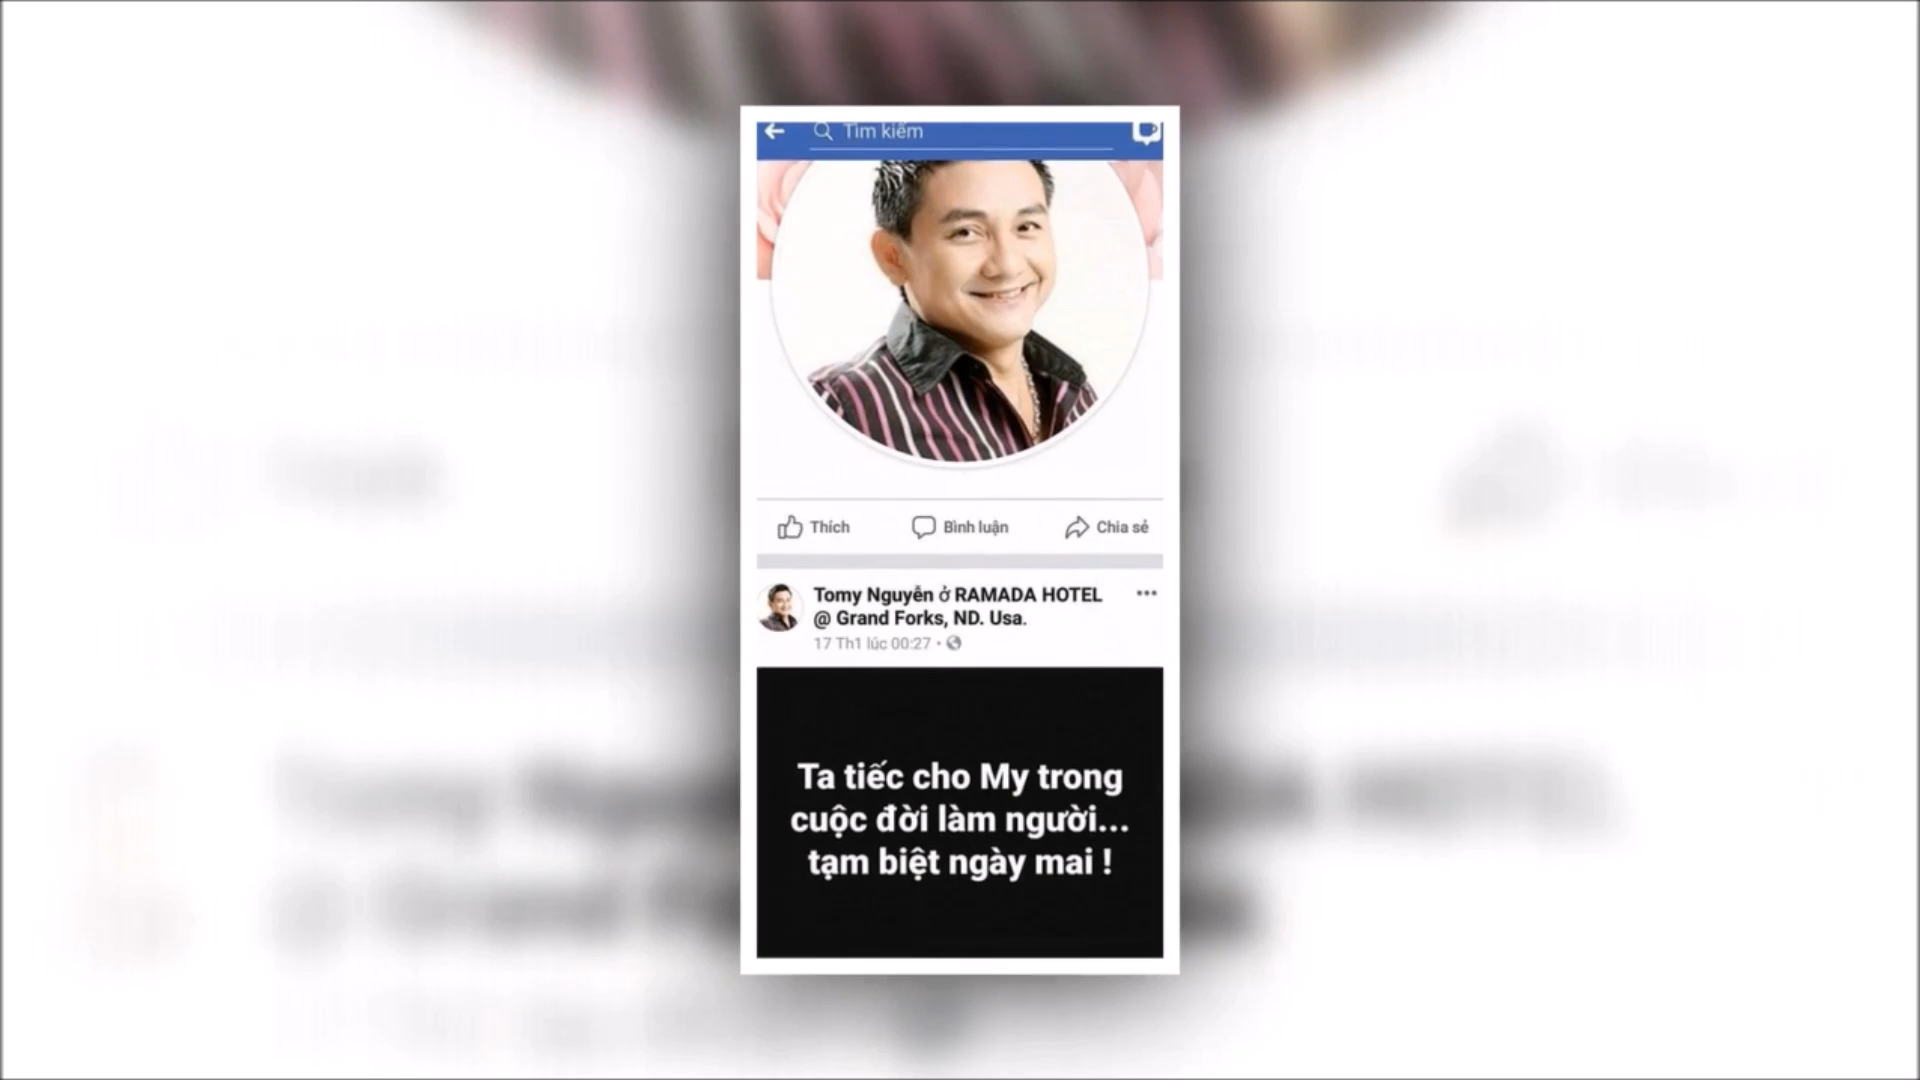 Tìm kiếm
Thích
Bình luận
Chia sẻ
Tomy Nguyễn ở RAMADA HOTEL
@ Grand Forks, ND. Usa.
17 Th1 lúc 00:27 •
Ta tiếc cho My trong
cuộc đời làm người...
tạm biệt ngày mai !